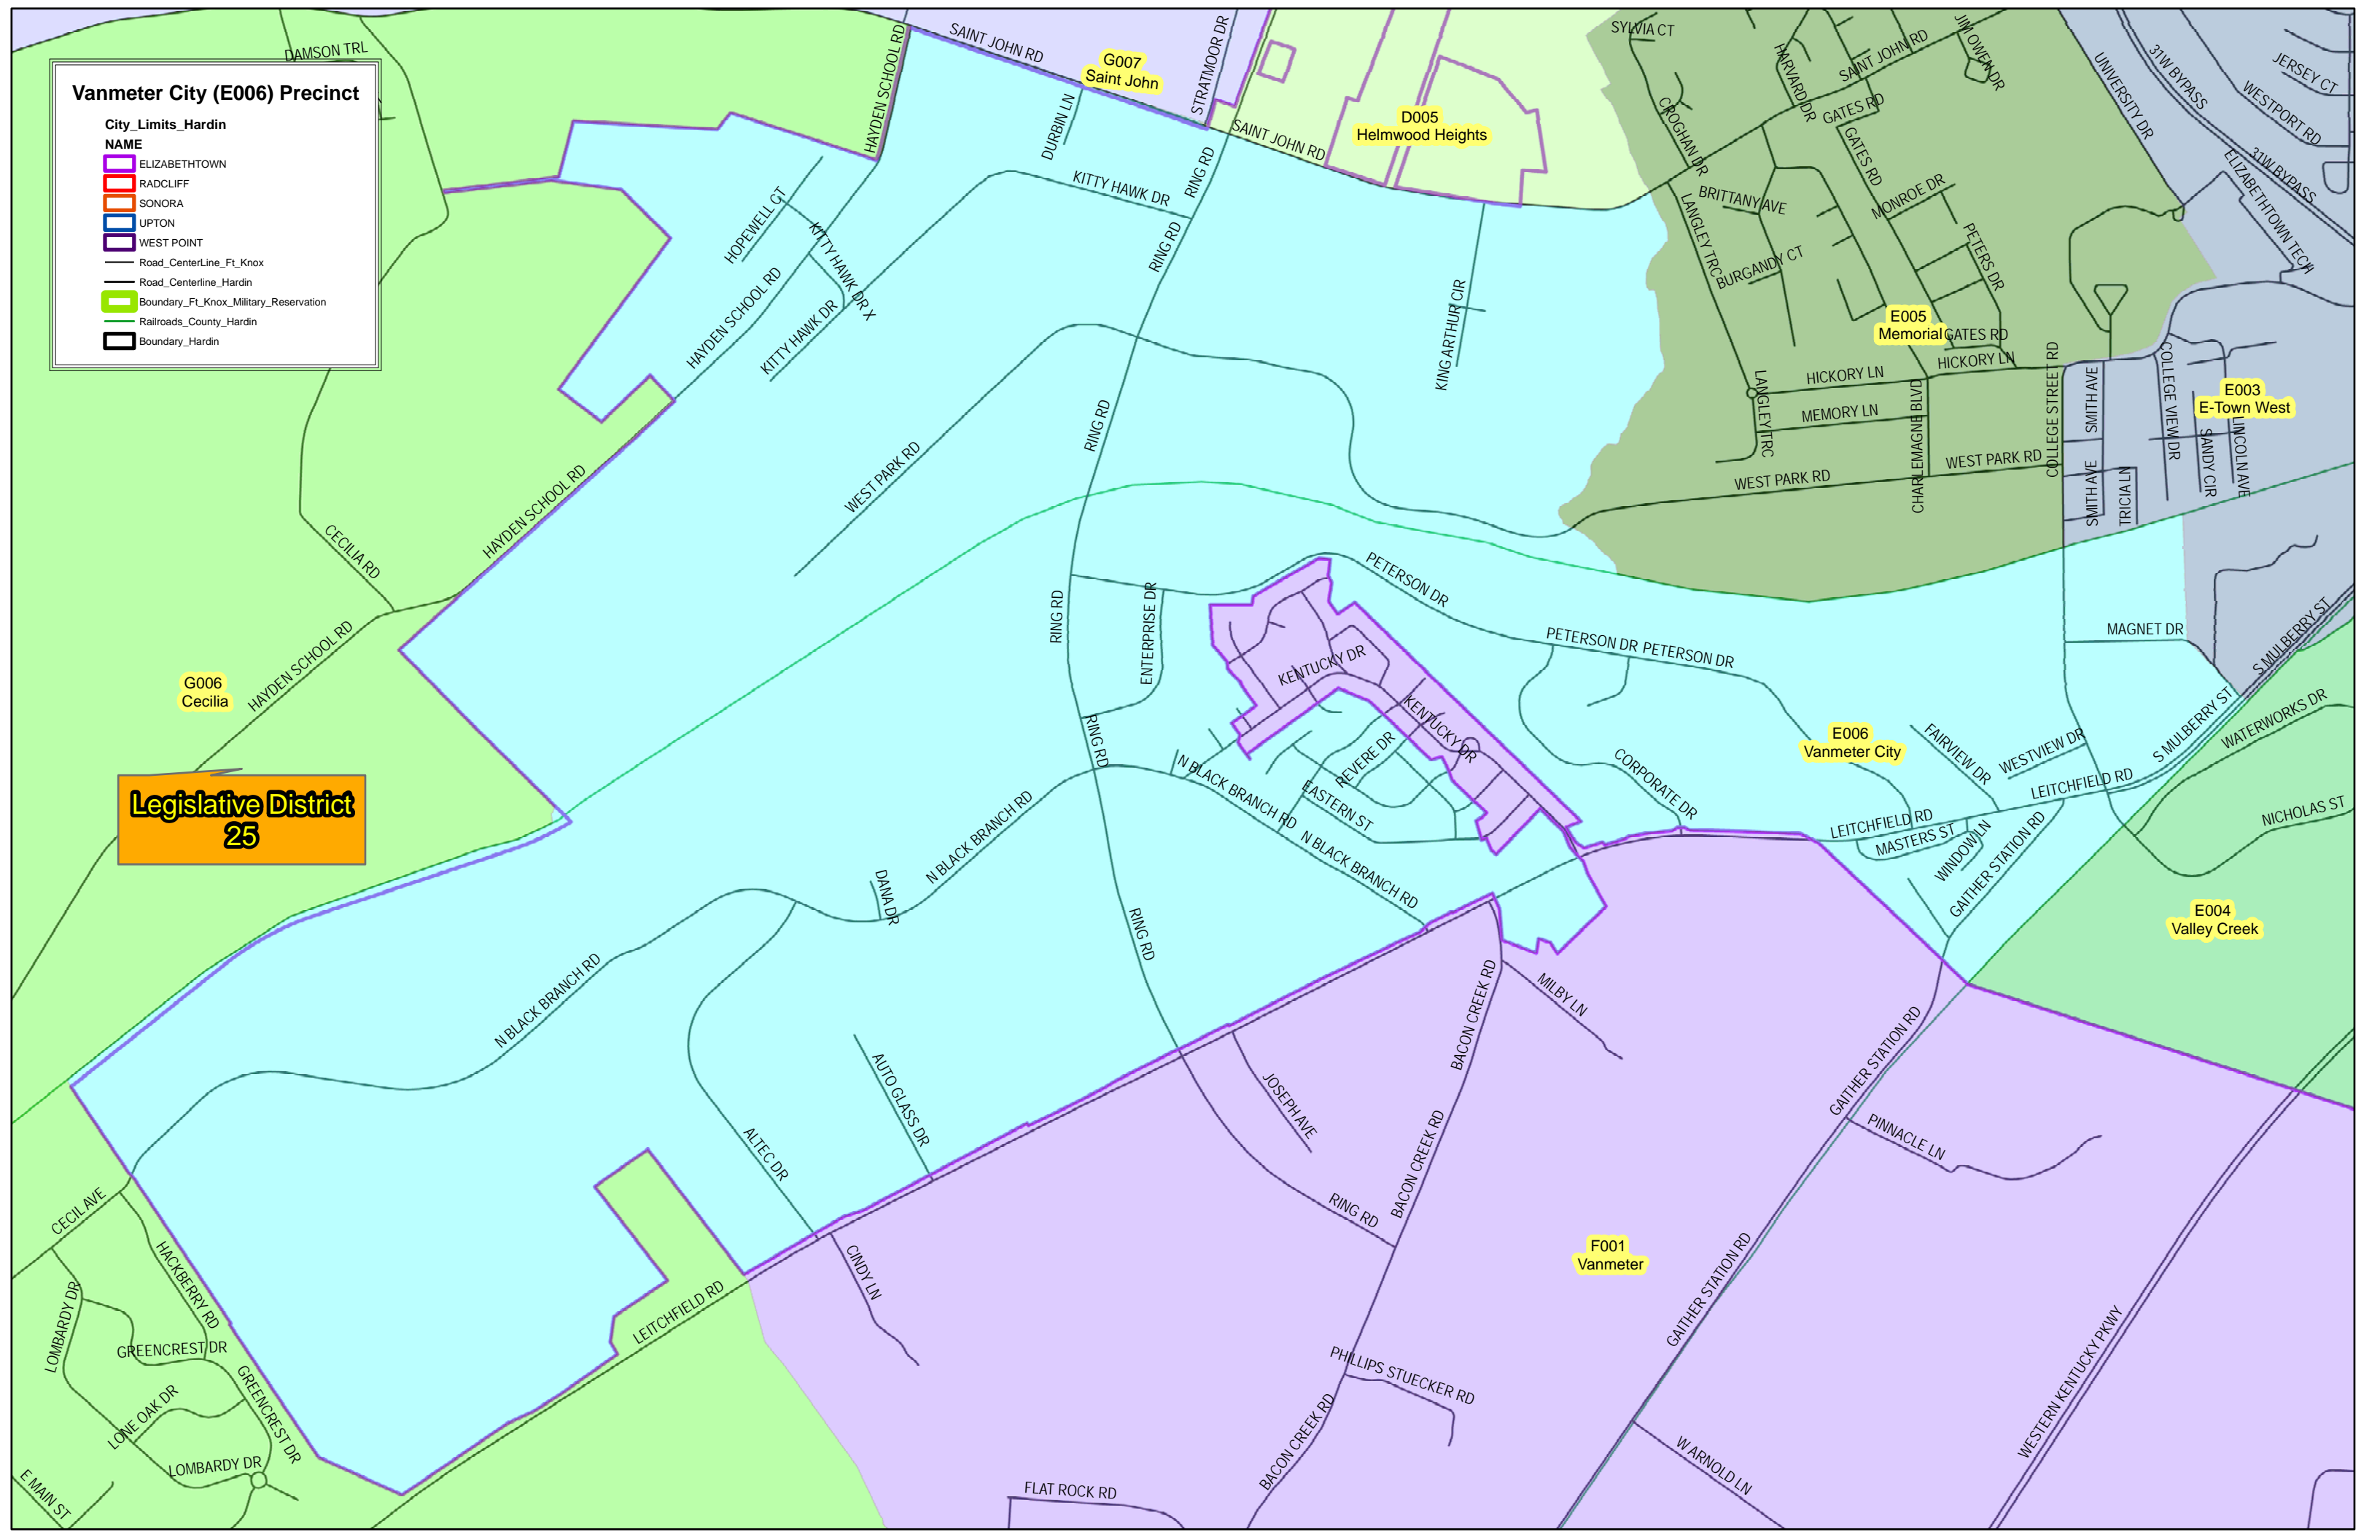 Vanmeter City (E006) Precinct
City_Limits_Hardin
NAME
ELIZABETHTOWN
RADCLIFF
SONORA
UPTON
WEST POINT
Road_CenterLine_Ft_Knox
Road_Centerline_Hardin
Boundary_Ft_Knox_Military_Reservation
Railroads_County_Hardin
Boundary_Hardin
DAMSON TRL
HAYDEN SCHOOL RD
SAINT JOHN RD
G007
Saint John
STRATMOOR DR
DURBIN LN
SAINT JOHN RD
D005
Helmwood Heights
SYLVIA CT
HARVARD DR
SAINT JOHN RD
JIM OWEN DR
CROGHAN DR
GATES RD
GATES RD
UNIVERSITY DR
31W BYPASS
31W BYPASS
JERSEY CT
WESTPORT RD
ELIZABETHTOWN TECH
BRITTANY AVE
MONROE DR
LANGLEY TRC
BURGANDY CT
PETERS DR
E005
Memorial
GATES RD
HICKORY LN
HICKORY LN
LANGLEY TRC
MEMORY LN
CHARLEMAGNE BLVD
WEST PARK RD
WEST PARK RD
COLLEGE STREET RD
SMITH AVE
SMITH AVE
COLLEGE VIEW DR
TRICIA LN
SANDY CIR
LINCOLN AVE
E003
E-Town West
KITTY HAWK DR
RING RD
RING RD
HOPEWELL CT
KITTY HAWK DR X
HAYDEN SCHOOL RD
KITTY HAWK DR
KING ARTHUR CIR
RING RD
WEST PARK RD
HAYDEN SCHOOL RD
CECILIA RD
HAYDEN SCHOOL RD
G006
Cecilia
Legislative District
25
RING RD
ENTERPRISE DR
PETERSON DR
PETERSON DR
PETERSON DR
KENTUCKY DR
KENTUCKY DR
RING RD
REVERE DR
EASTERN ST
N BLACK BRANCH RD
N BLACK BRANCH RD
CORPORATE DR
E006
Vanmeter City
FAIRVIEW DR
WESTVIEW DR
MAGNET DR
S MULBERRY ST
S MULBERRY ST
WATERWORKS DR
LEITCHFIELD RD
LEITCHFIELD RD
MASTERS ST
WINDOW LN
GAITHER STATION RD
NICHOLAS ST
E004
Valley Creek
N BLACK BRANCH RD
DANA DR
RING RD
N BLACK BRANCH RD
BACON CREEK RD
MILBY LN
AUTO GLASS DR
ALTEC DR
JOSEPH AVE
BACON CREEK RD
RING RD
GAITHER STATION RD
PINNACLE LN
CECIL AVE
HACKBERRY RD
LOMBARDY DR
GREENCREST DR
GREENCREST DR
LONE OAK DR
LOMBARDY DR
E MAIN ST
LEITCHFIELD RD
CINDY LN
F001
Vanmeter
GAITHER STATION RD
PHILLIPS STUECKER RD
BACON CREEK RD
FLAT ROCK RD
W ARNOLD LN
WESTERN KENTUCKY PKWY